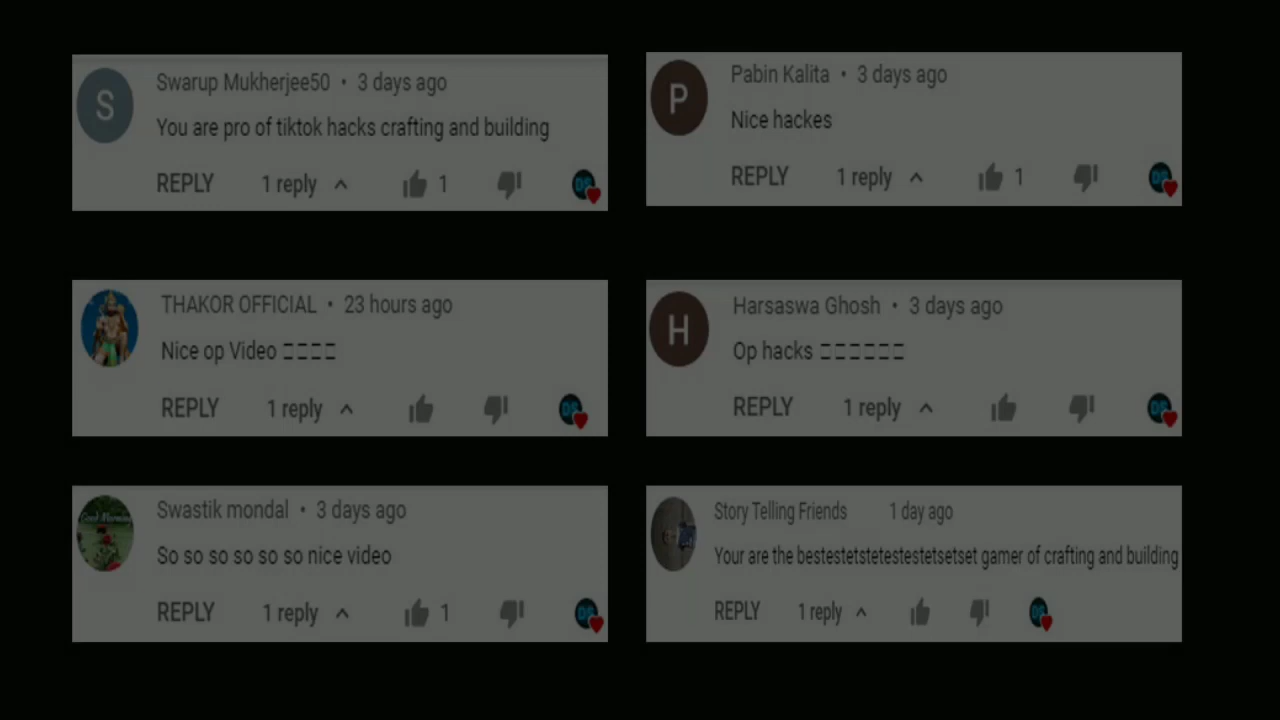 Swarup Mukherjee50 • 3 days ago
You are pro of tiktok hacks crafting and building
REPLY 1 reply 1
Pabin Kalita • 3 days ago
Nice hackes
REPLY 1 reply 1
THAKOR OFFICIAL • 23 hours ago
Nice op Video
REPLY 1 reply
Harsaswa Ghosh • 3 days ago
Op hacks
REPLY 1 reply
Swastik mondal • 3 days ago
So so so so so so nice video
REPLY 1 reply 1
Story Telling Friends 1 day ago
Your are the bestestetstetestestetsetset gamer of crafting and building
REPLY 1 reply